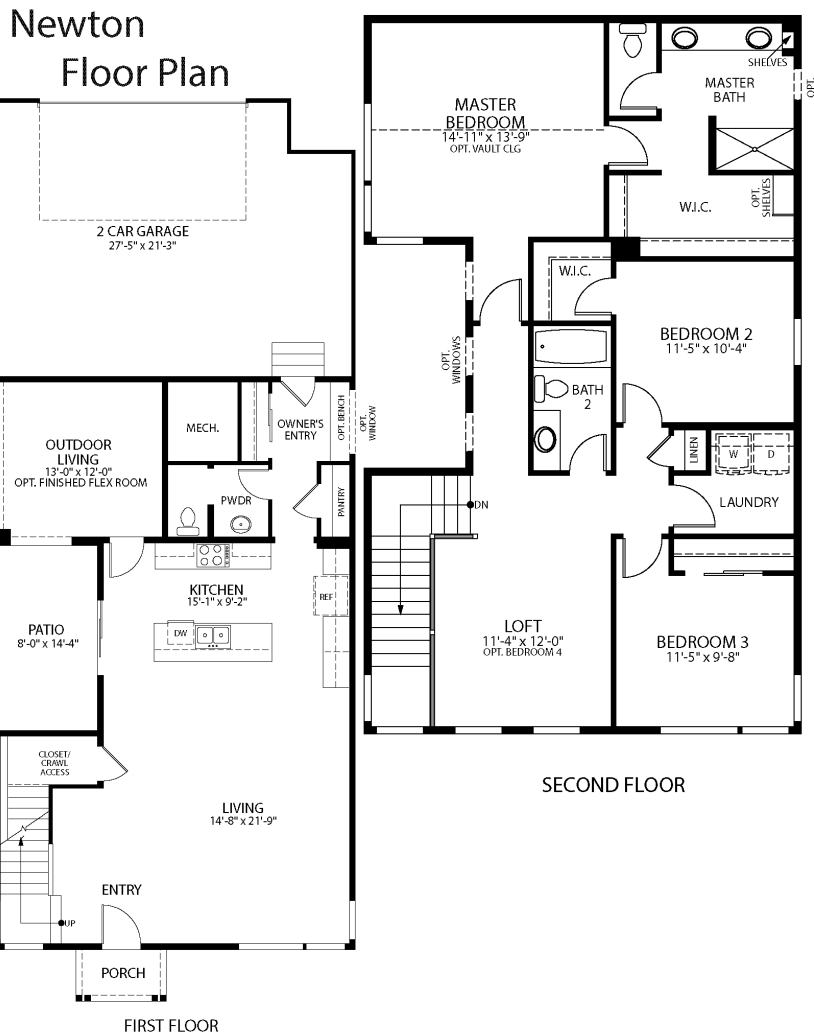 Newton
Floor Plan
2 CAR GARAGE
27'-5" x 21'-3"
MECH.
OWNER'S
ENTRY
OPT. BENCH
OPT.
WINDOW
OUTDOOR
LIVING
13'-0" x 12'-0"
OPT. FINISHED FLEX ROOM
PWDR
PANTRY
KITCHEN
15'-1" x 9'-2"
REF
DW
PATIO
8'-0" x 14'-4"
CLOSET/
CRAWL
ACCESS
LIVING
14'-8" x 21'-9"
ENTRY
UP
PORCH
FIRST FLOOR
MASTER
BEDROOM
14'-11" x 13'-9"
OPT. VAULT CLG
SHELVES
MASTER
BATH
OPT.
W.I.C.
OPT.
SHELVES
W.I.C.
BEDROOM 2
11'-5" x 10'-4"
OPT.
WINDOWS
BATH
2
LINEN
W
D
LAUNDRY
DN
LOFT
11'-4" x 12'-0"
OPT. BEDROOM 4
BEDROOM 3
11'-5" x 9'-8"
SECOND FLOOR